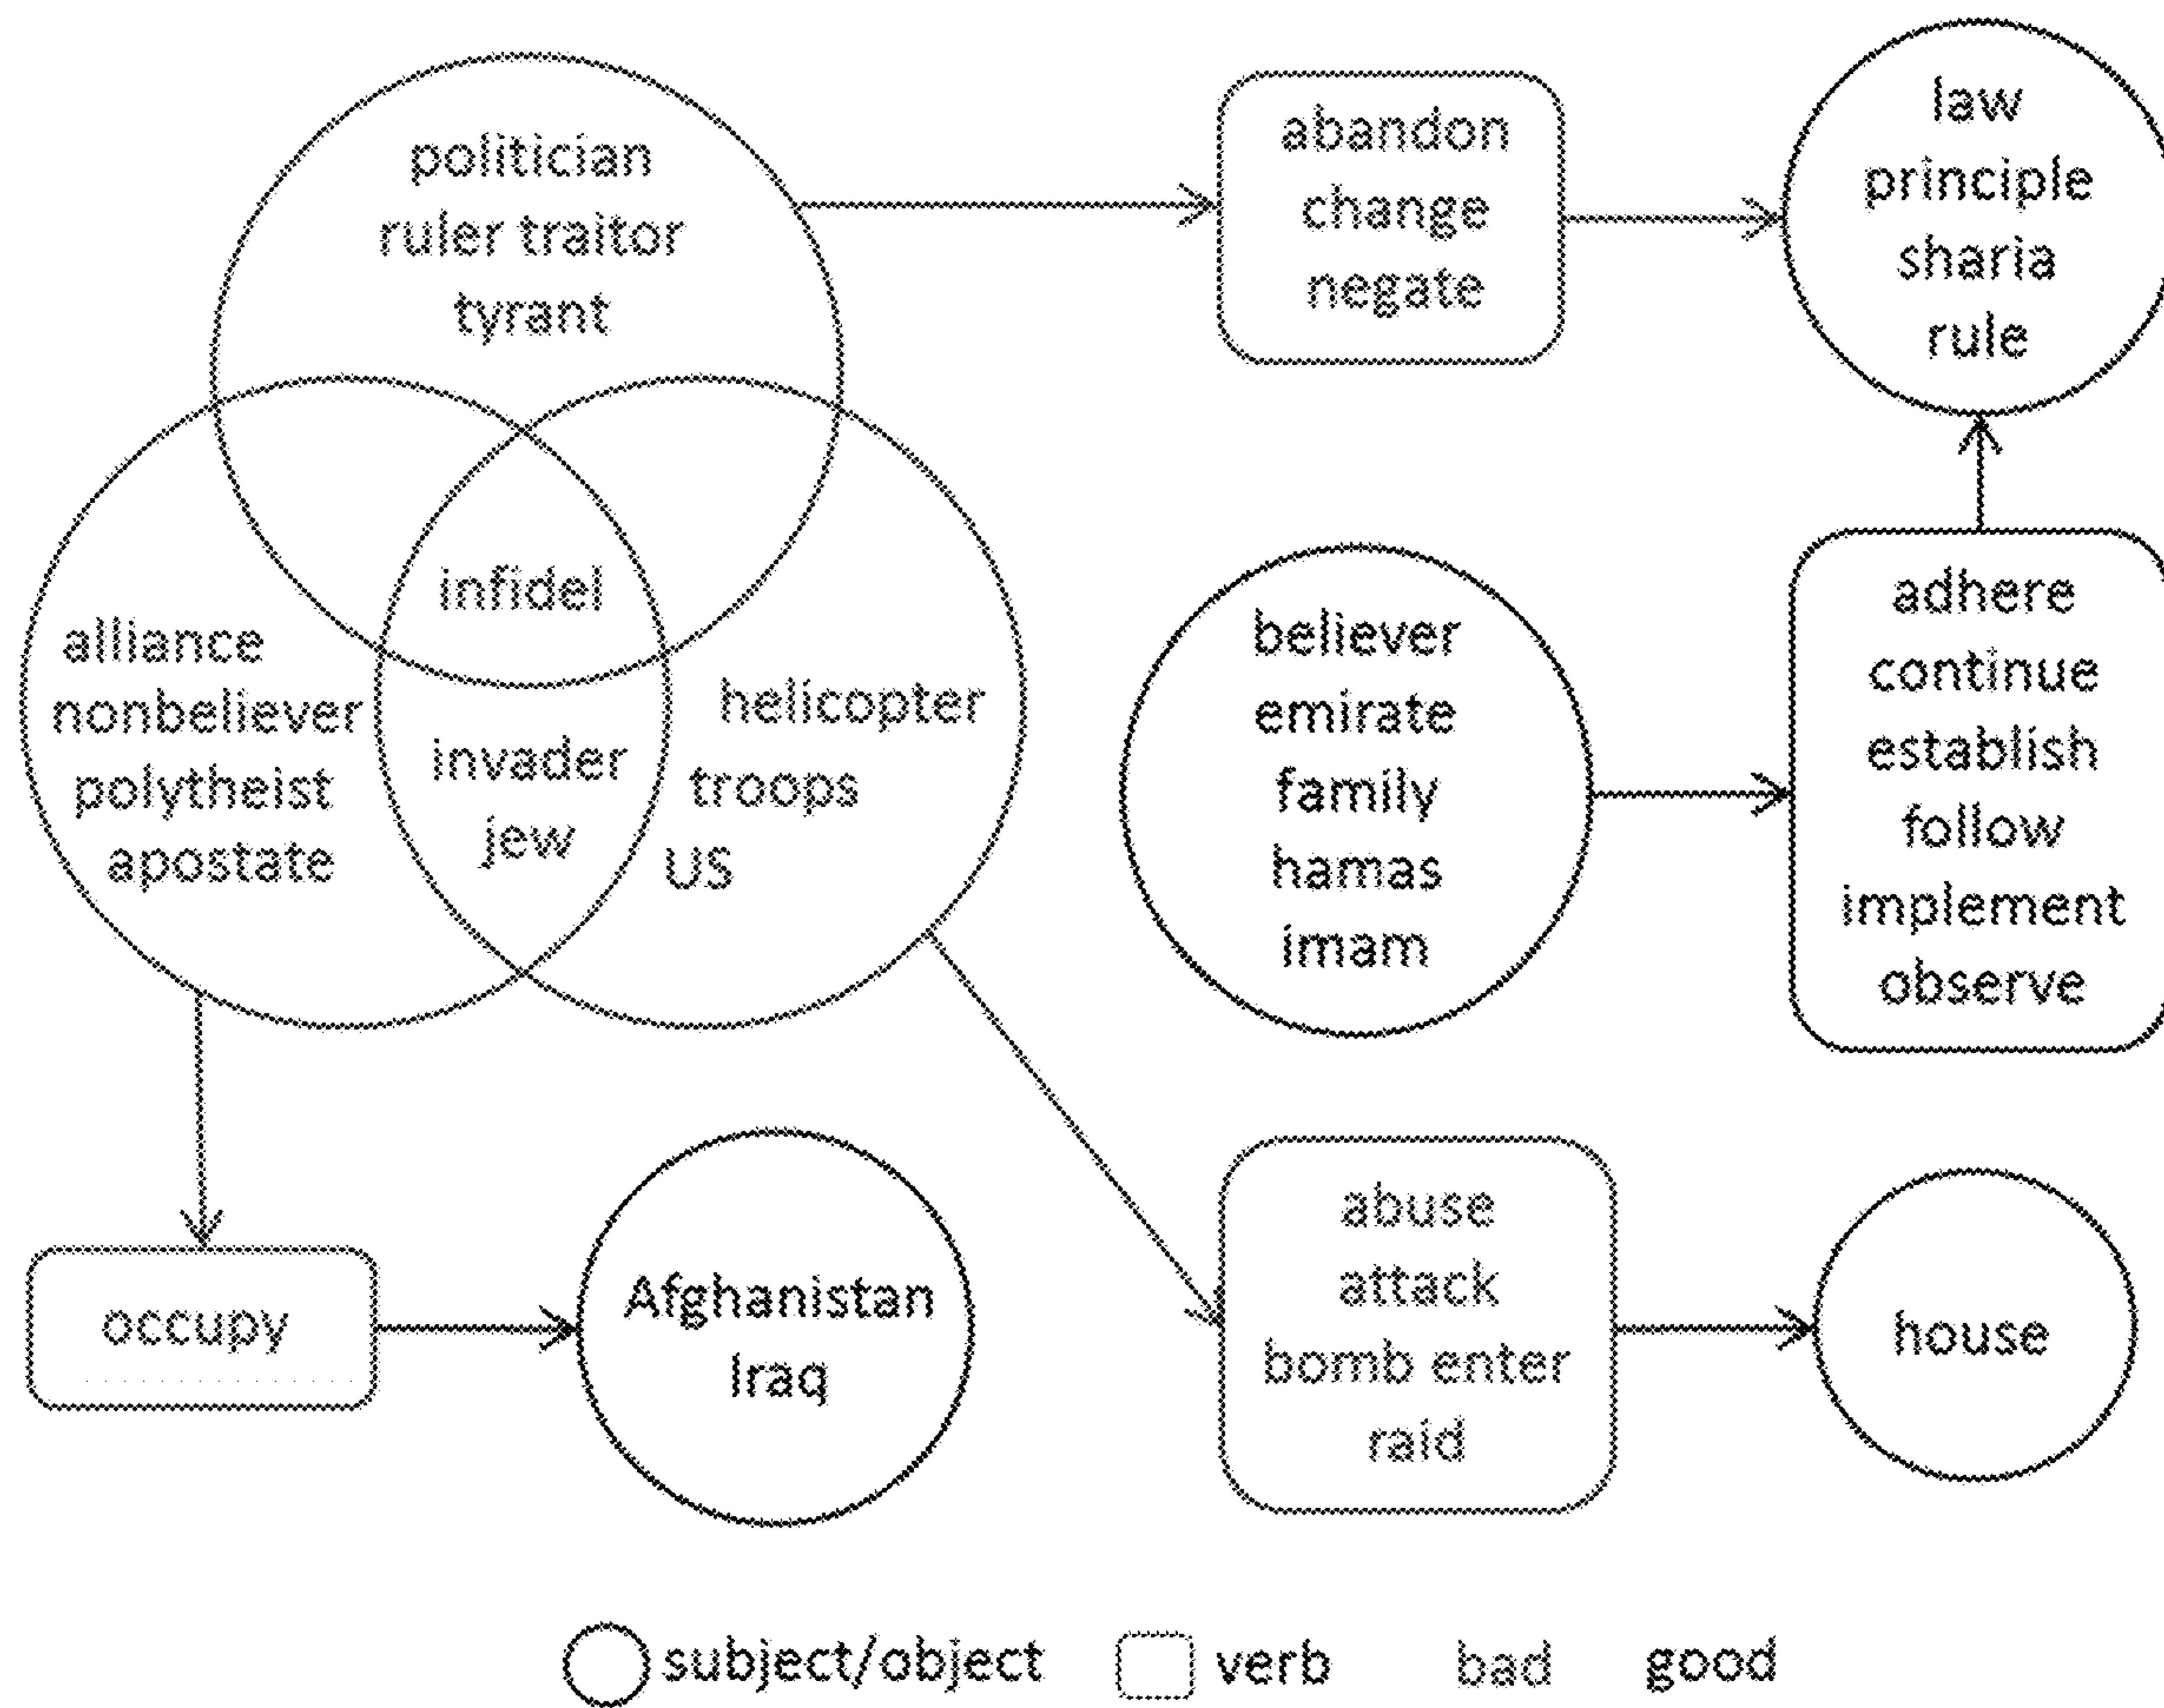 politician
ruler traitor
tyrant
abandon
change
negate
law
principle
sharia
rule
infidel
alliance
nonbeliever
polytheist
apostate
invader
jew
helicopter
troops
US
believer
emirate
family
hamas
imam
adhere
continue
establish
follow
implement
observe
occupy
Afghanistan
Iraq
abuse
attack
bomb enter
raid
house
subject/object verb bad good